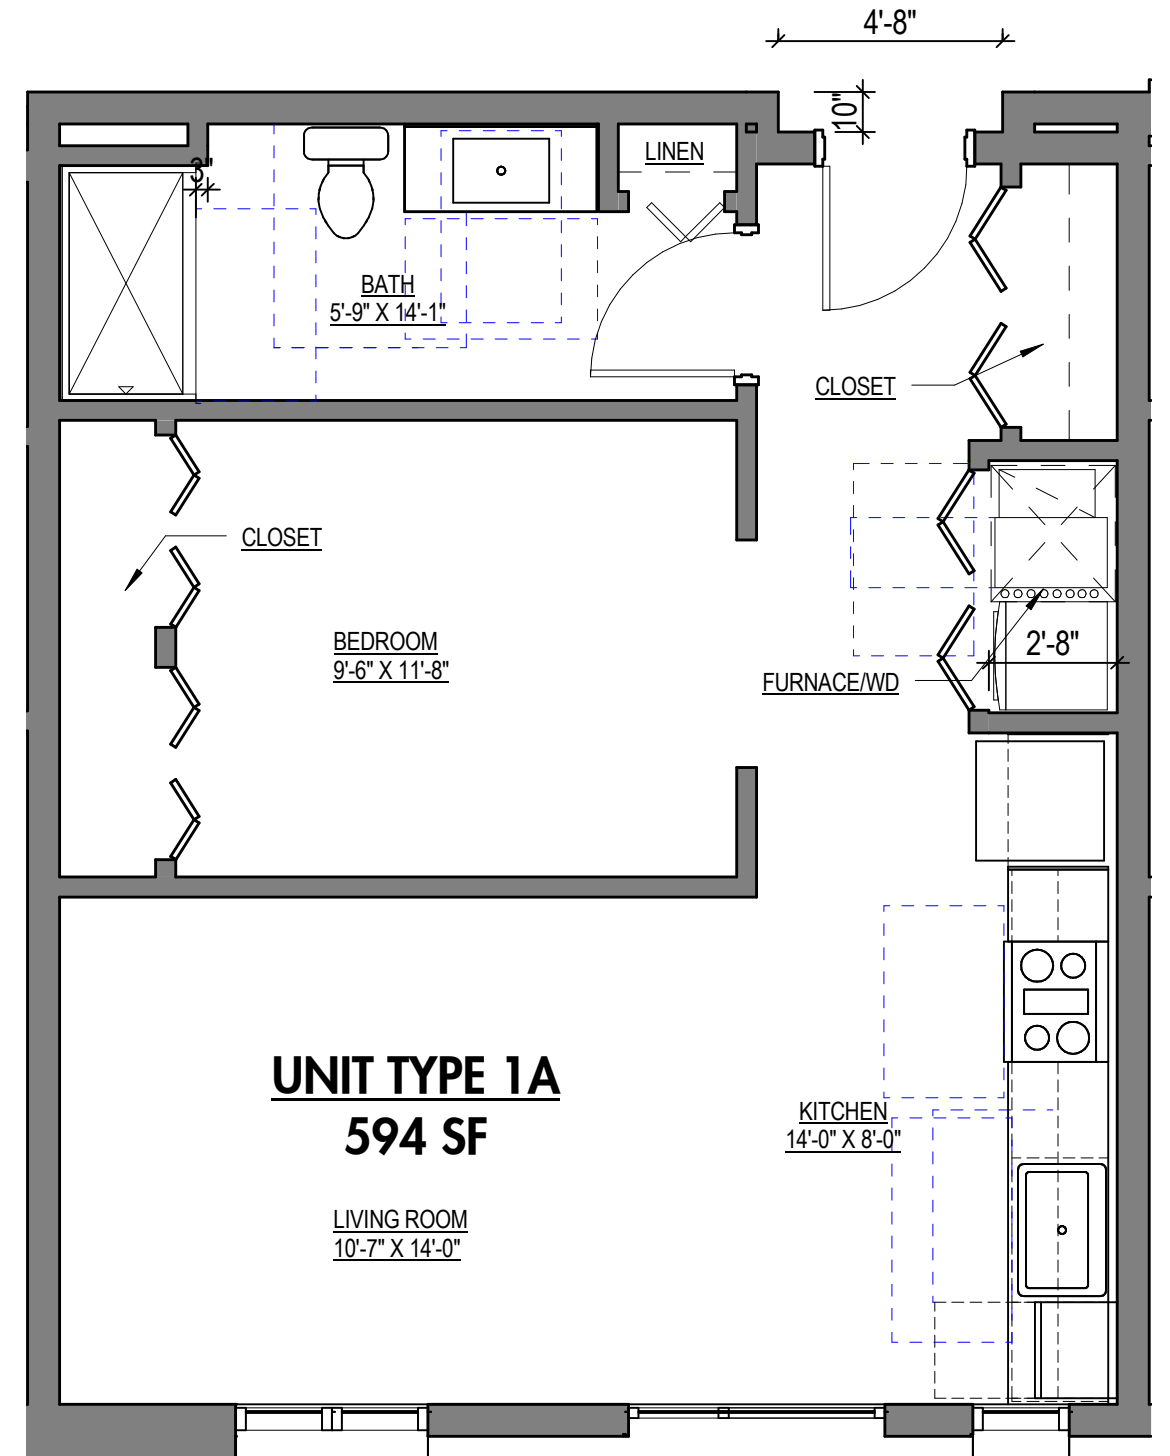 4'-8"
10"
LINEN
3"
BATH
5'-9" X 14'-1"
CLOSET
CLOSET
BEDROOM
9'-6" X 11'-8"
2'-8"
FURNACE/WD
UNIT TYPE 1A
594 SF
KITCHEN
14'-0" X 8'-0"
LIVING ROOM
10'-7" X 14'-0"